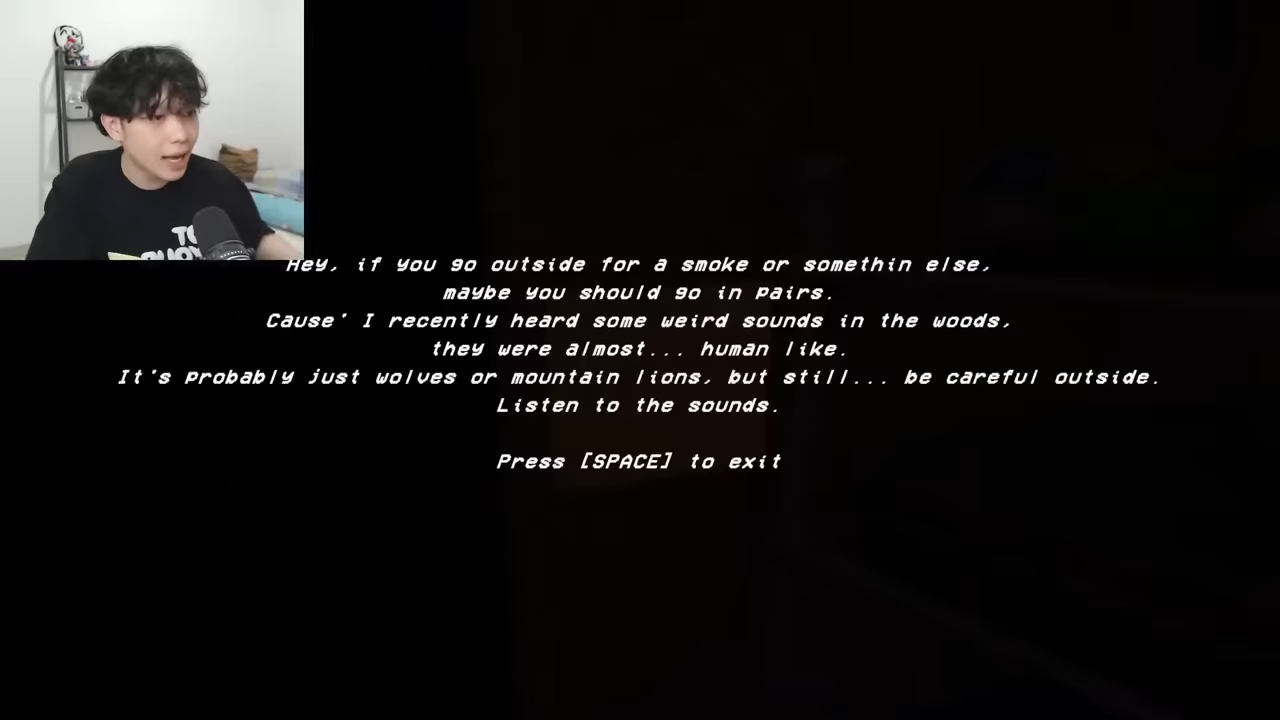 Hey, if you go outside for a smoke or somethin else,
maybe you should go in pairs.
Cause' I recently heard some weird sounds in the woods,
they were almost... human like.
It's probably just wolves or mountain lions, but still... be careful outside.
Listen to the sounds.
Press [SPACE] to exit